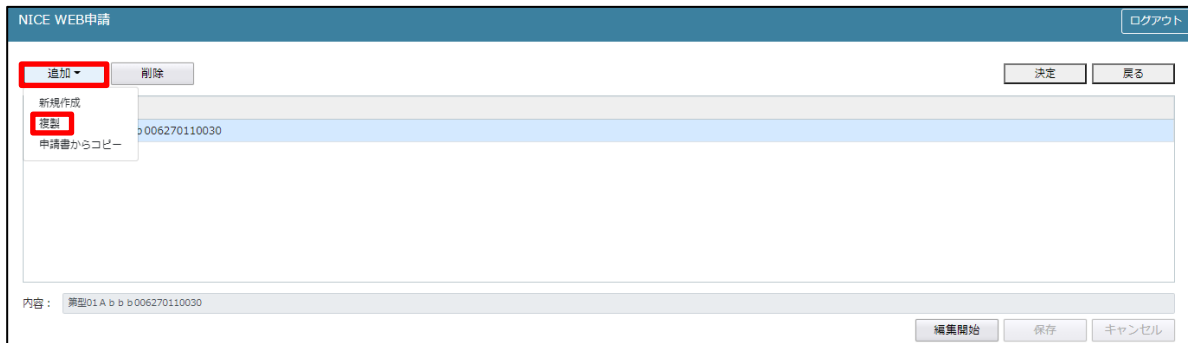 NICE WEB申請 ログアウト
追加 削除 決定 戻る
新規作成
複製
b 006270110030
申請書からコピー
内容： 第型01Ａｂｂｂ006270110030
編集開始 保存 キャンセル